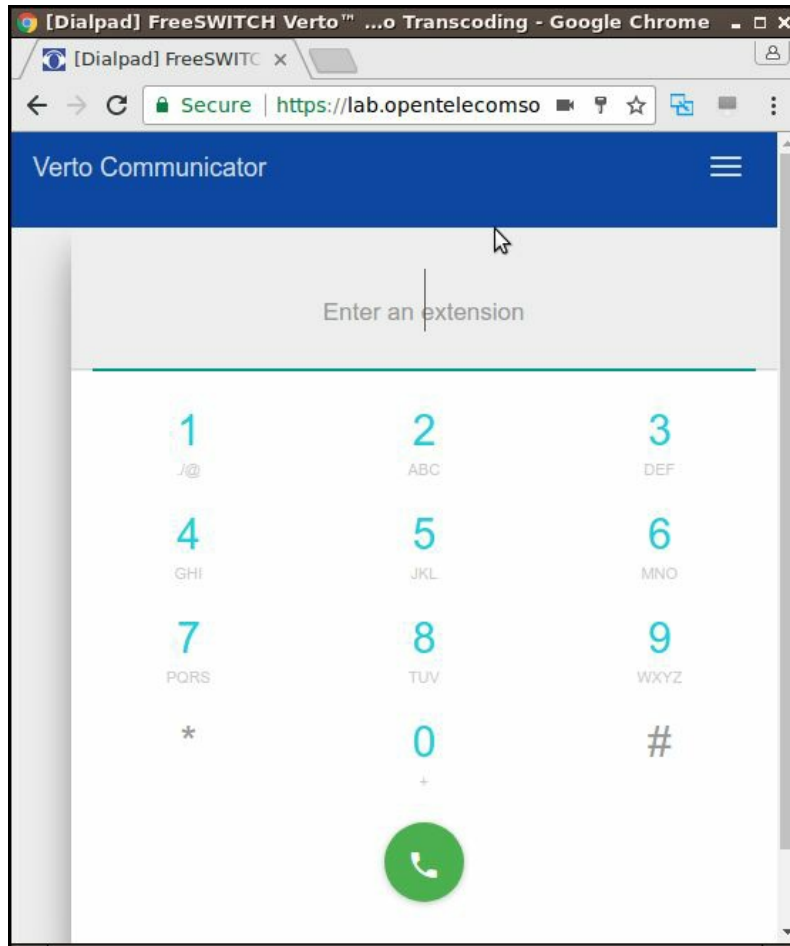 [Dialpad] FreeSWITCH Verto™ ...o Transcoding - Google Chrome
[Dialpad] FreeSWITC
Secure | https://lab.opentelecomso
Verto Communicator
Enter an extension
1 2 3
./@ ABC DEF
4 5 6
GHI JKL MNO
7 8 9
PQRS TUV WXYZ
* 0 #
+